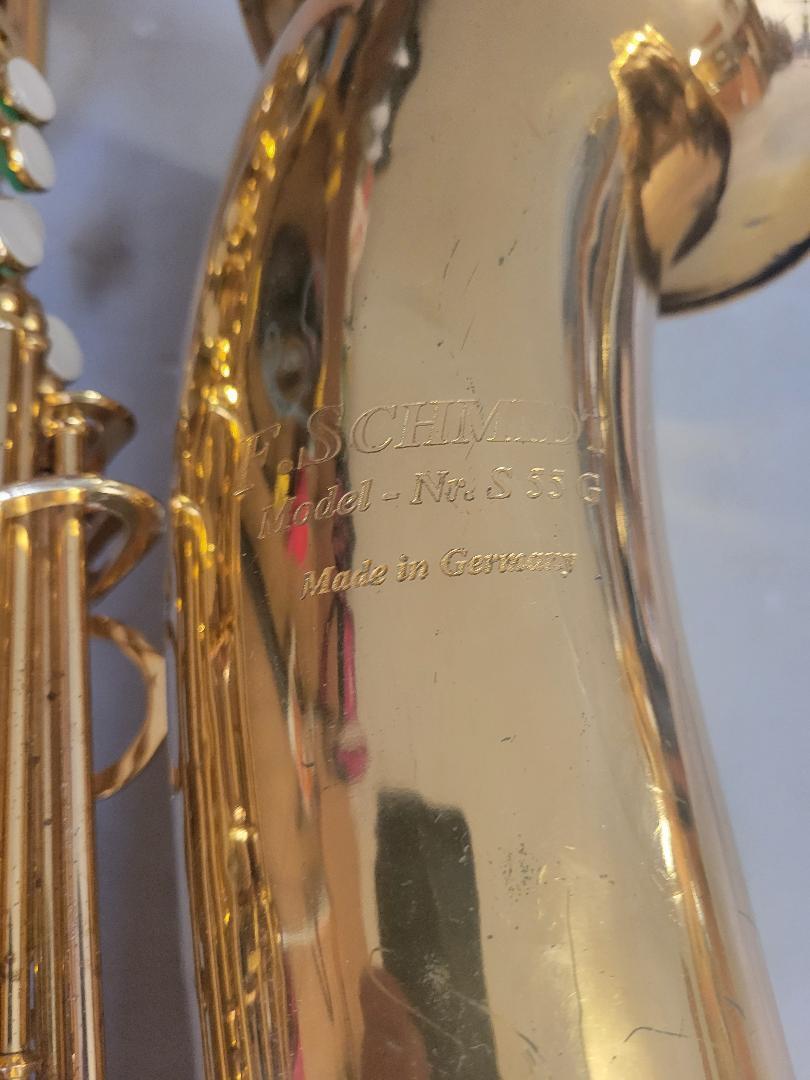 F. SCHMIDT
Model - Nr. S 55 G
Made in Germany